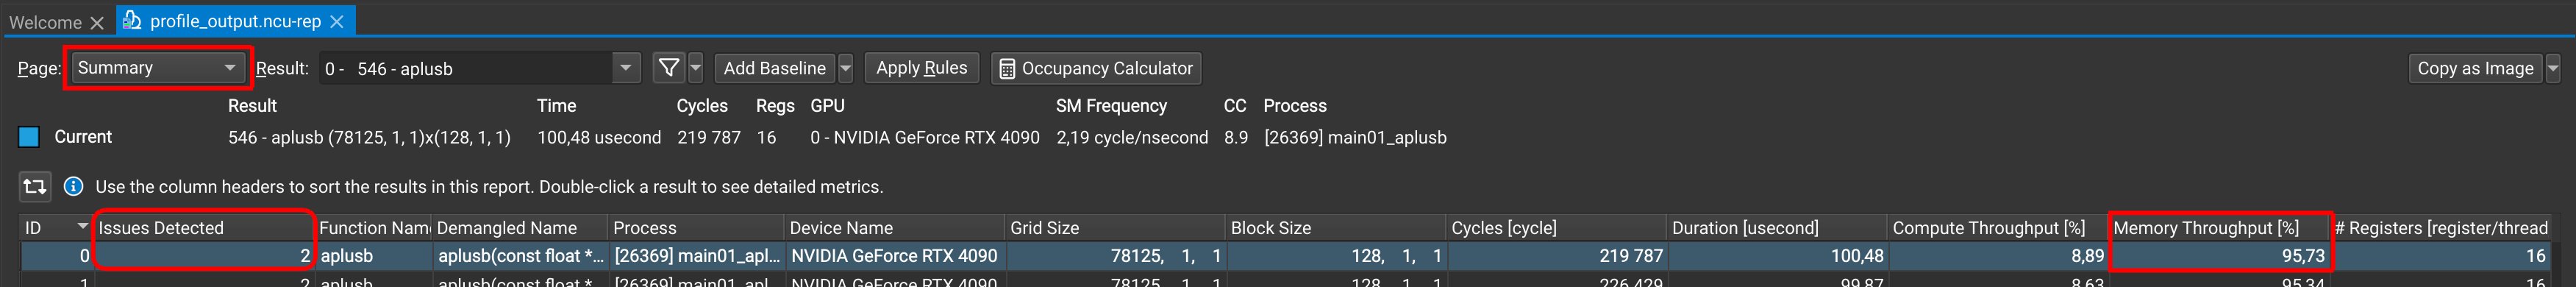 Welcome profile_output.ncu-rep
Page: Summary Result: 0 - 546 - aplusb Add Baseline Apply Rules Occupancy Calculator Copy as Image
Result Time Cycles Regs GPU SM Frequency CC Process
Current 546 - aplusb (78125, 1, 1)x(128, 1, 1) 100,48 usecond 219 787 16 0 - NVIDIA GeForce RTX 4090 2,19 cycle/nsecond 8.9 [26369] main01_aplusb
Use the column headers to sort the results in this report. Double-click a result to see detailed metrics.
ID Issues Detected Function Nam Demangled Name Process Device Name Grid Size Block Size Cycles [cycle] Duration [usecond] Compute Throughput [%] Memory Throughput [%] # Registers [register/thread
0 2 aplusb aplusb(const float *... [26369] main01_apl... NVIDIA GeForce RTX 4090 78125, 1, 1 128, 1, 1 219 787 100,48 8,89 95,73 16
1 2 aplusb aplusb(const float *... [26369] main01_apl... NVIDIA GeForce RTX 4090 78125, 1, 1 128, 1, 1 226 429 99,87 8,63 95,34 16